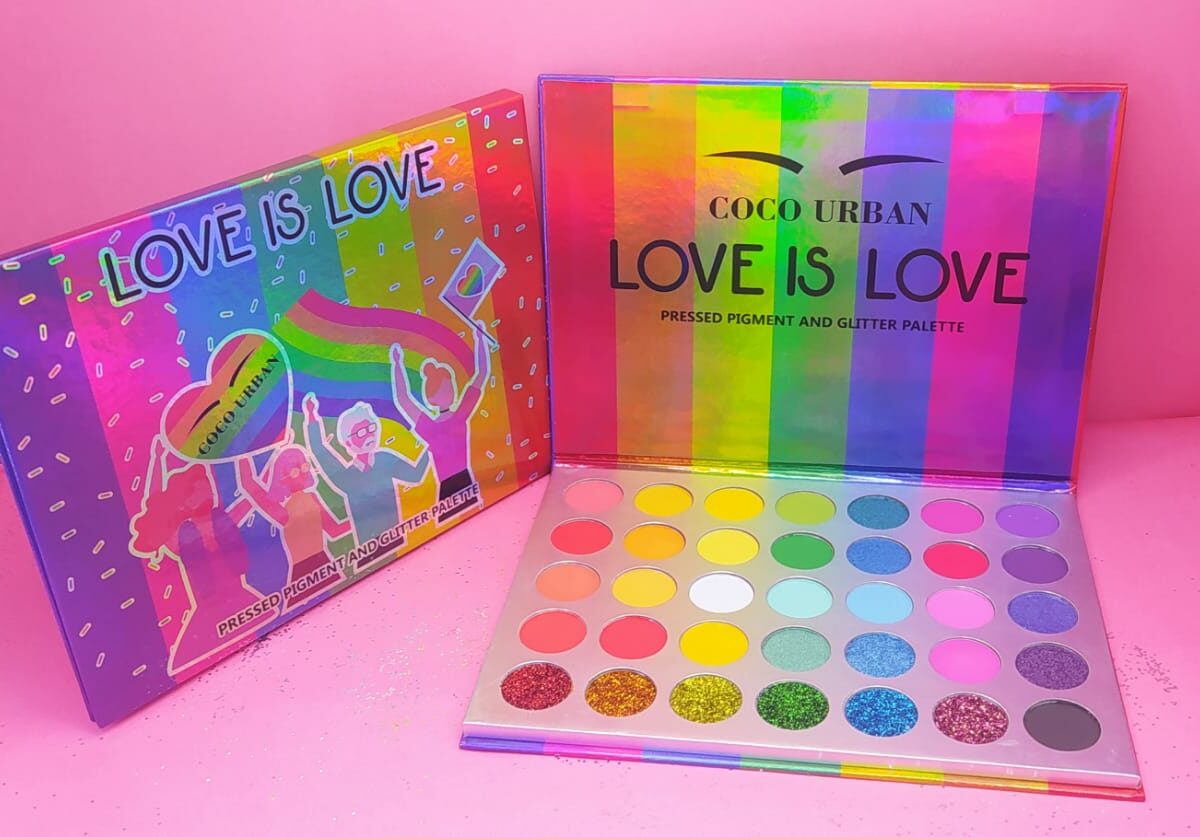 LOVE IS LOVE
COCO URBAN
PRESSED PIGMENT AND GLITTER PALETTE
COCO URBAN
LOVE IS LOVE
PRESSED PIGMENT AND GLITTER PALETTE